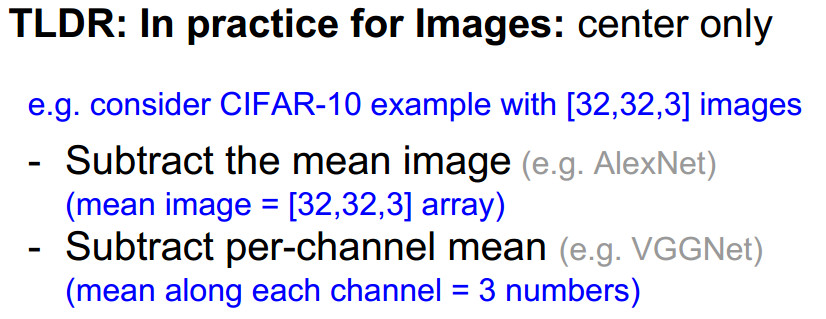 TLDR: In practice for Images: center only
e.g. consider CIFAR-10 example with [32,32,3] images
- Subtract the mean image (e.g. AlexNet)
(mean image = [32,32,3] array)
- Subtract per-channel mean (e.g. VGGNet)
(mean along each channel = 3 numbers)